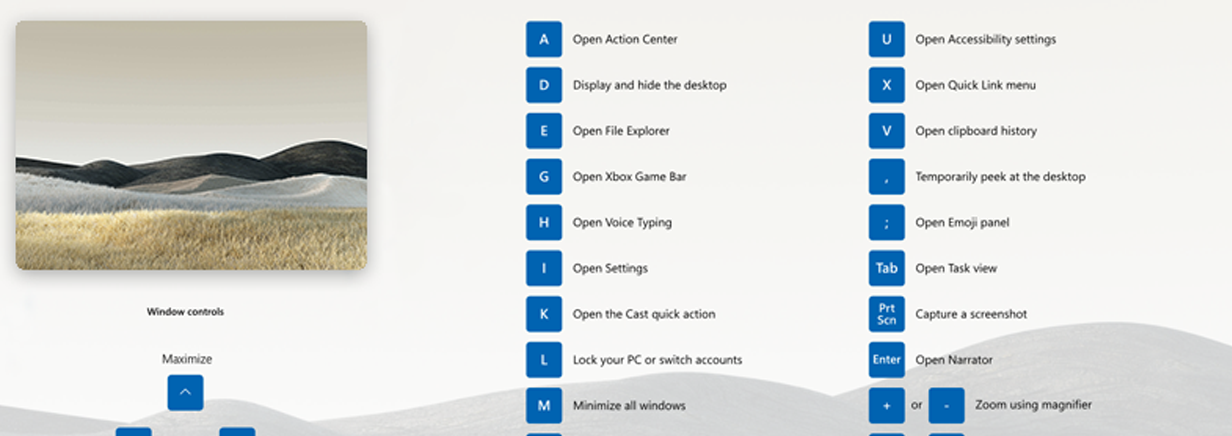 Window controls
Maximize
A Open Action Center
D Display and hide the desktop
E Open File Explorer
G Open Xbox Game Bar
H Open Voice Typing
I Open Settings
K Open the Cast quick action
L Lock your PC or switch accounts
M Minimize all windows
U Open Accessibility settings
X Open Quick Link menu
V Open clipboard history
, Temporarily peek at the desktop
; Open Emoji panel
Tab Open Task view
Prt
Scn Capture a screenshot
Enter Open Narrator
+ or - Zoom using magnifier